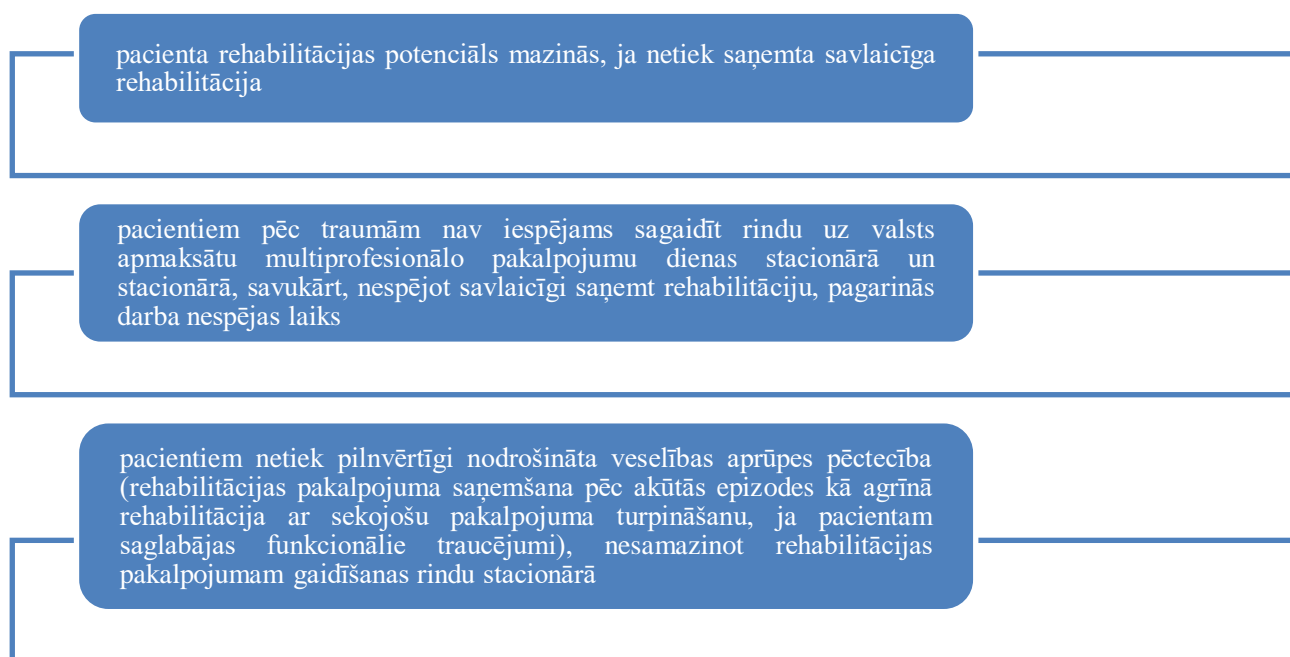 pacienta rehabilitācijas potenciāls mazinās, ja netiek saņemta savlaicīga
rehabilitācija
pacientiem pēc traumām nav iespējams sagaidīt rindu uz valsts
apmaksātu multiprofesionālo pakalpojumu dienas stacionārā un
stacionārā, savukārt, nespējot savlaicīgi saņemt rehabilitāciju, pagarinās
darba nespējas laiks
pacientiem netiek pilnvērtīgi nodrošināta veselības aprūpes pēctecība
(rehabilitācijas pakalpojuma saņemšana pēc akūtās epizodes kā agrīnā
rehabilitācija ar sekojošu pakalpojuma turpināšanu, ja pacientam
saglabājas funkcionālie traucējumi), nesamazinot rehabilitācijas
pakalpojumam gaidīšanas rindu stacionārā